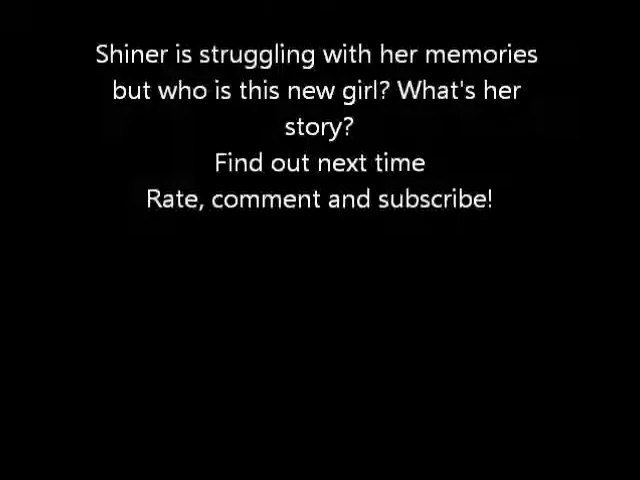 Shiner is struggling with her memories
but who is this new girl? What's her
story?
Find out next time
Rate, comment and subscribe!